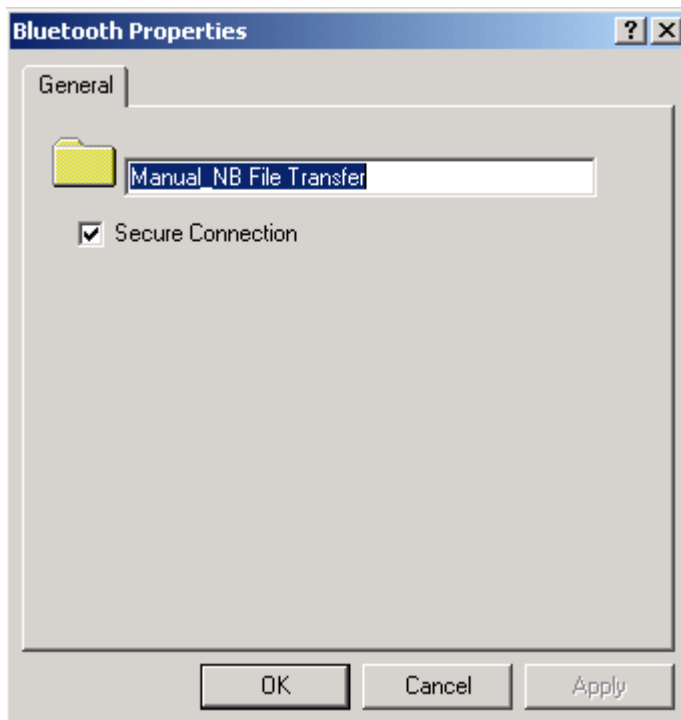 Bluetooth Properties
General
Manual_NB File Transfer
Secure Connection
OK Cancel Apply